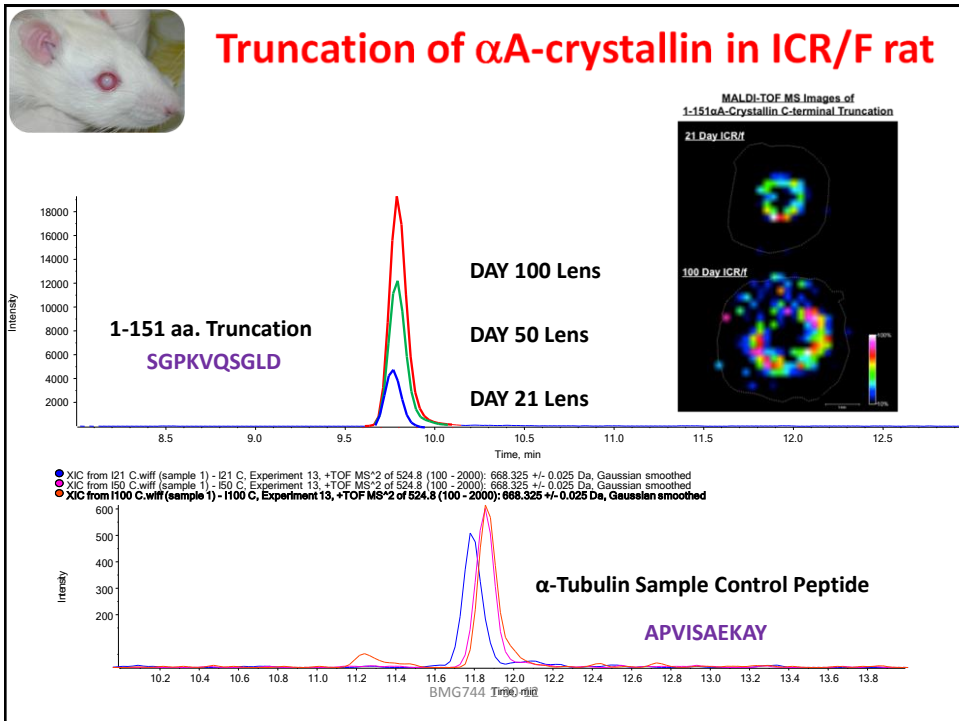 Truncation of αA-crystallin in ICR/F rat
MALDI-TOF MS Images of
1-151αA-Crystallin C-terminal Truncation
21 Day ICR/f
100 Day ICR/f
100%
10%
18000
16000
14000
12000
10000
8000
6000
4000
2000
Intensity
1-151 aa. Truncation
SGPKVQSGLD
DAY 100 Lens
DAY 50 Lens
DAY 21 Lens
8.5 9.0 9.5 10.0 10.5 11.0 11.5 12.0 12.5
Time, min
XIC from I21 C.wiff (sample 1) - I21 C, Experiment 13, +TOF MS^2 of 524.8 (100 - 2000): 668.325 +/- 0.025 Da, Gaussian smoothed
XIC from I50 C.wiff (sample 1) - I50 C, Experiment 13, +TOF MS^2 of 524.8 (100 - 2000): 668.325 +/- 0.025 Da, Gaussian smoothed
XIC from I100 C.wiff (sample 1) - I100 C, Experiment 13, +TOF MS^2 of 524.8 (100 - 2000): 668.325 +/- 0.025 Da, Gaussian smoothed
600
500
400
300
200
Intensity
α-Tubulin Sample Control Peptide
APVISAEKAY
10.2 10.4 10.6 10.8 11.0 11.2 11.4 11.6 11.8 12.0 12.2 12.4 12.6 12.8 13.0 13.2 13.4 13.6 13.8
Time, min
BMG744